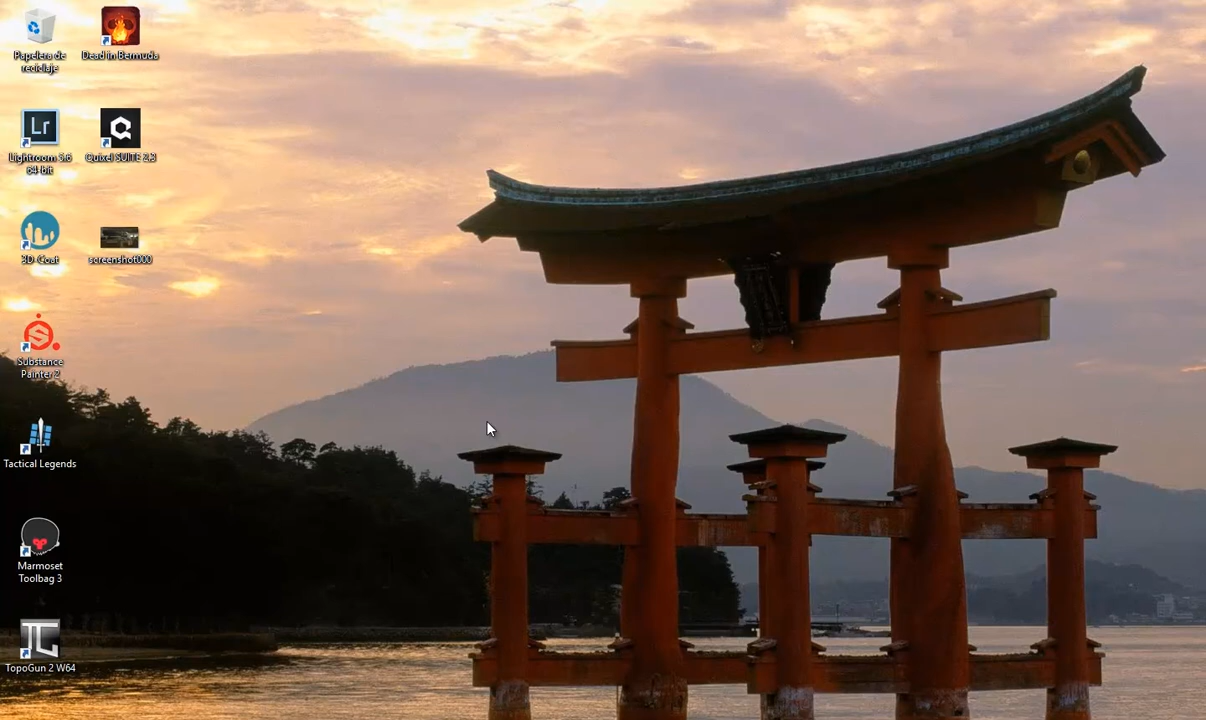 Papelera de
reciclaje
Dead in Bermuda
Lr
Lightroom 5.6
64-bit
Quixel SUITE 2.3
3D-Coat
screenshot000
Substance
Painter 2
Tactical Legends
Marmoset
Toolbag 3
TC
TopoGun 2 W64